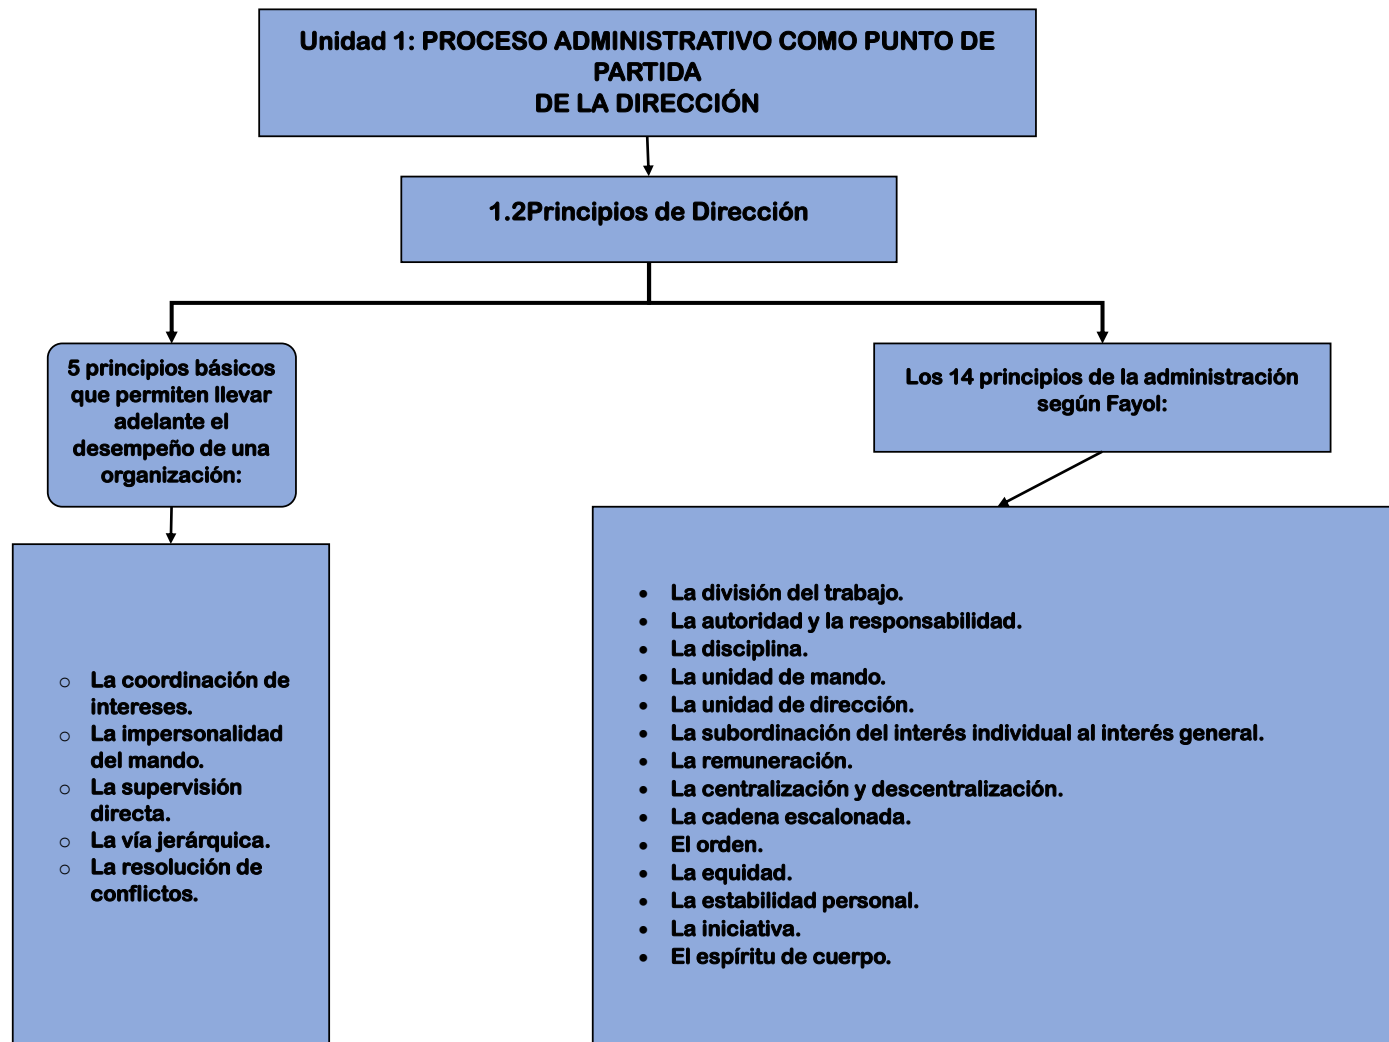 Unidad 1: PROCESO ADMINISTRATIVO COMO PUNTO DE
PARTIDA
DE LA DIRECCIÓN
1.2Principios de Dirección
5 principios básicos
que permiten llevar
adelante el
desempeño de una
organización:
Los 14 principios de la administración
según Fayol:
La coordinación de
intereses.
La impersonalidad
del mando.
La supervisión
directa.
La vía jerárquica.
La resolución de
conflictos.
La división del trabajo.
La autoridad y la responsabilidad.
La disciplina.
La unidad de mando.
La unidad de dirección.
La subordinación del interés individual al interés general.
La remuneración.
La centralización y descentralización.
La cadena escalonada.
El orden.
La equidad.
La estabilidad personal.
La iniciativa.
El espíritu de cuerpo.